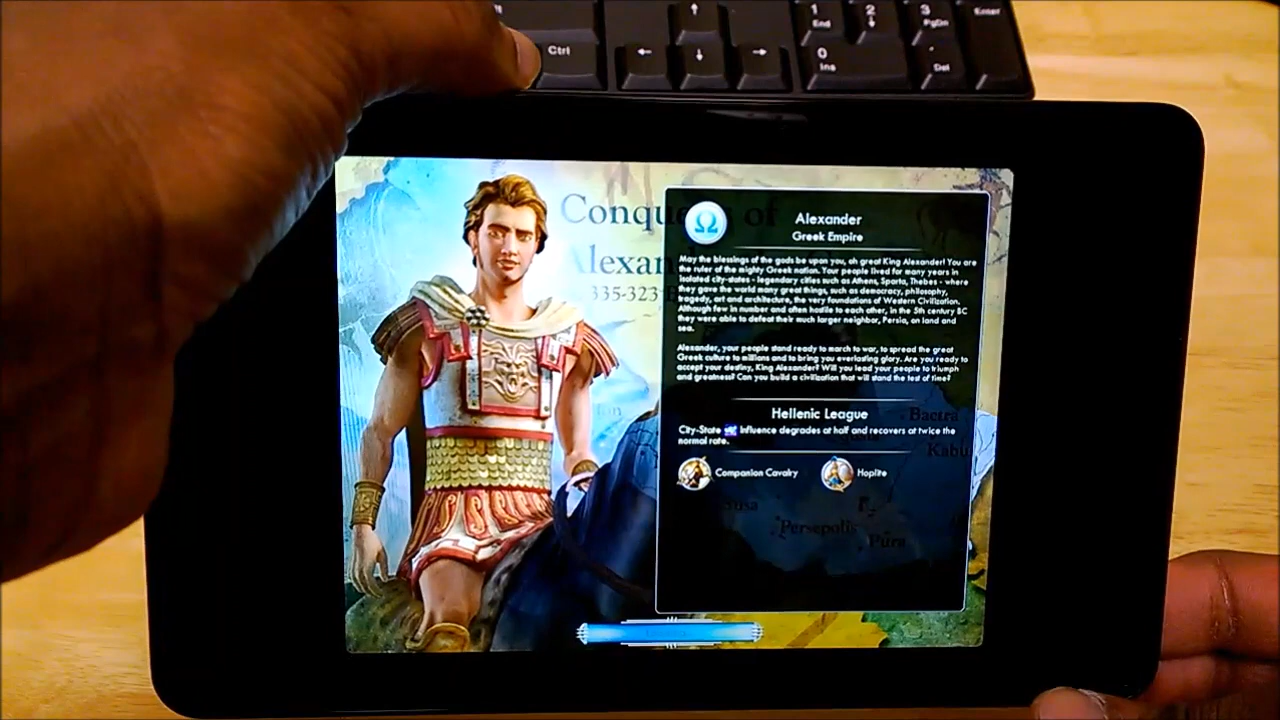 Ctrl
↑
←
↓
→
1
End
2
↓
3
PgDn
Enter
0
Ins
.
Del
of
335-323
Ω
Alexander
Greek Empire
May the blessings of the gods be upon you, oh great King Alexander! You are
the ruler of the mighty Greek nation. Your people lived for many years in
isolated city-states - legendary cities such as Athens, Sparta, Thebes - where
they gave the world many great things, such as democracy, philosophy,
tragedy, art and architecture, the very foundations of Western Civilization.
Although few in number and often hostile to each other, in the 5th century BC
they were able to defeat their much larger neighbor, Persia, on land and
sea.
Alexander, your people stand ready to march to war, to spread the great
Greek culture to millions and to bring you everlasting glory. Are you ready to
accept your destiny, King Alexander? Will you lead your people to triumph
and greatness? Can you build a civilization that will stand the test of time?
Hellenic League
City-State Influence degrades at half and recovers at twice the
normal rate.
Companion Cavalry
Hoplite
Bactra
Persepolis
Pura